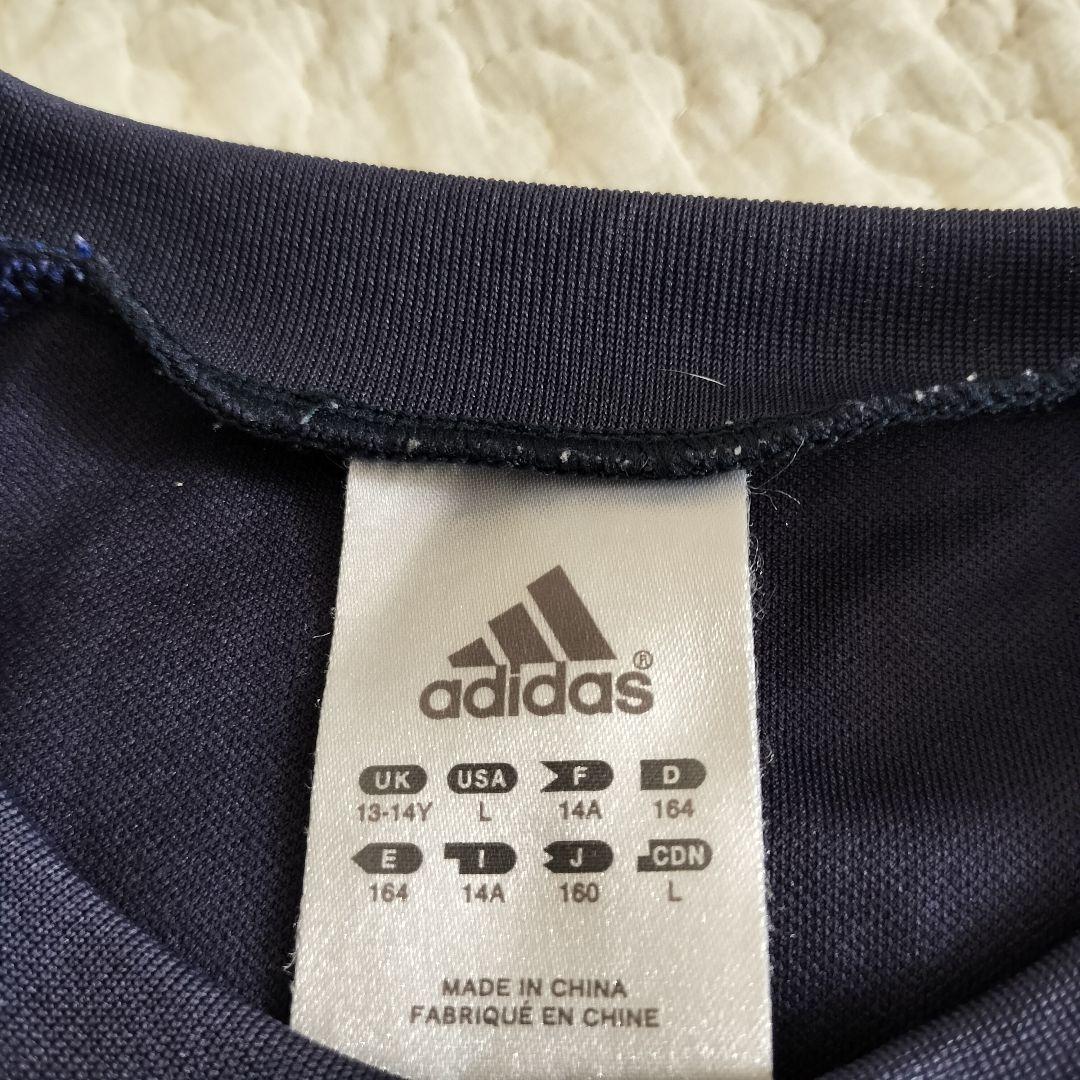 adidas®
UK USA F D
13-14Y L 14A 164
E I J CDN
164 14A 160 L
MADE IN CHINA
FABRIQUÉ EN CHINE